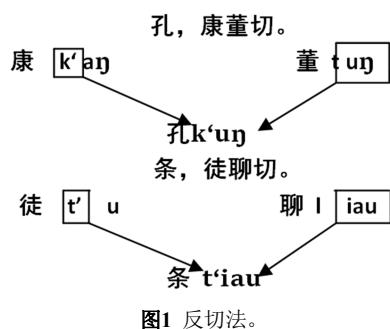 孔，康董切。
康 k‘aŋ 董 t uŋ
孔k‘uŋ
条，徒聊切。
徒 t’ u 聊 l iau
条 t‘iau
图1 反切法。